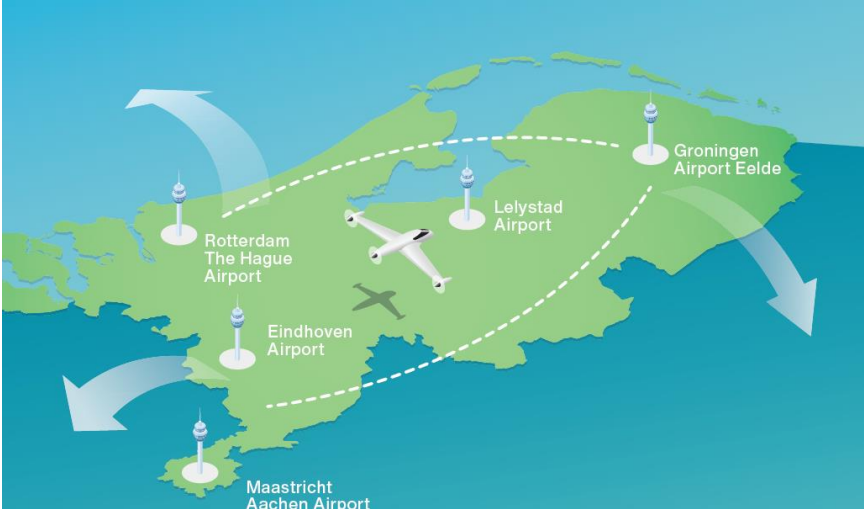 Groningen
Airport Eelde
Lelystad
Airport
Rotterdam
The Hague
Airport
Eindhoven
Airport
Maastricht
Aachen Airport